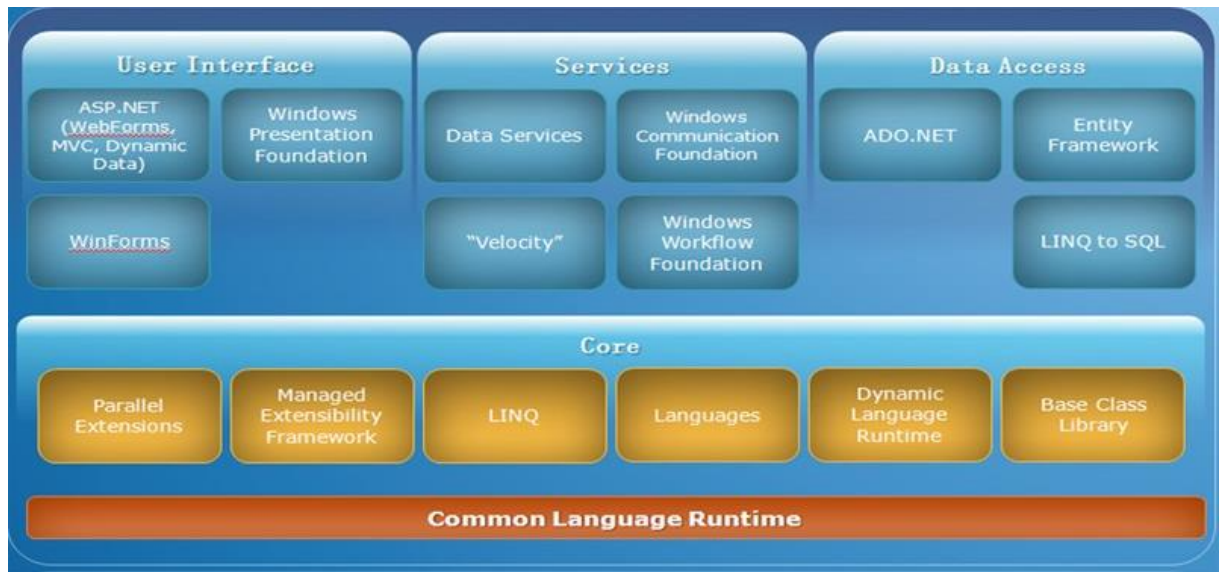 User Interface
ASP.NET
(WebForms,
MVC, Dynamic
Data)
Windows
Presentation
Foundation
WinForms
Services
Data Services
Windows
Communication
Foundation
"Velocity"
Windows
Workflow
Foundation
Data Access
ADO.NET
Entity
Framework
LINQ to SQL
Core
Parallel
Extensions
Managed
Extensibility
Framework
LINQ
Languages
Dynamic
Language
Runtime
Base Class
Library
Common Language Runtime